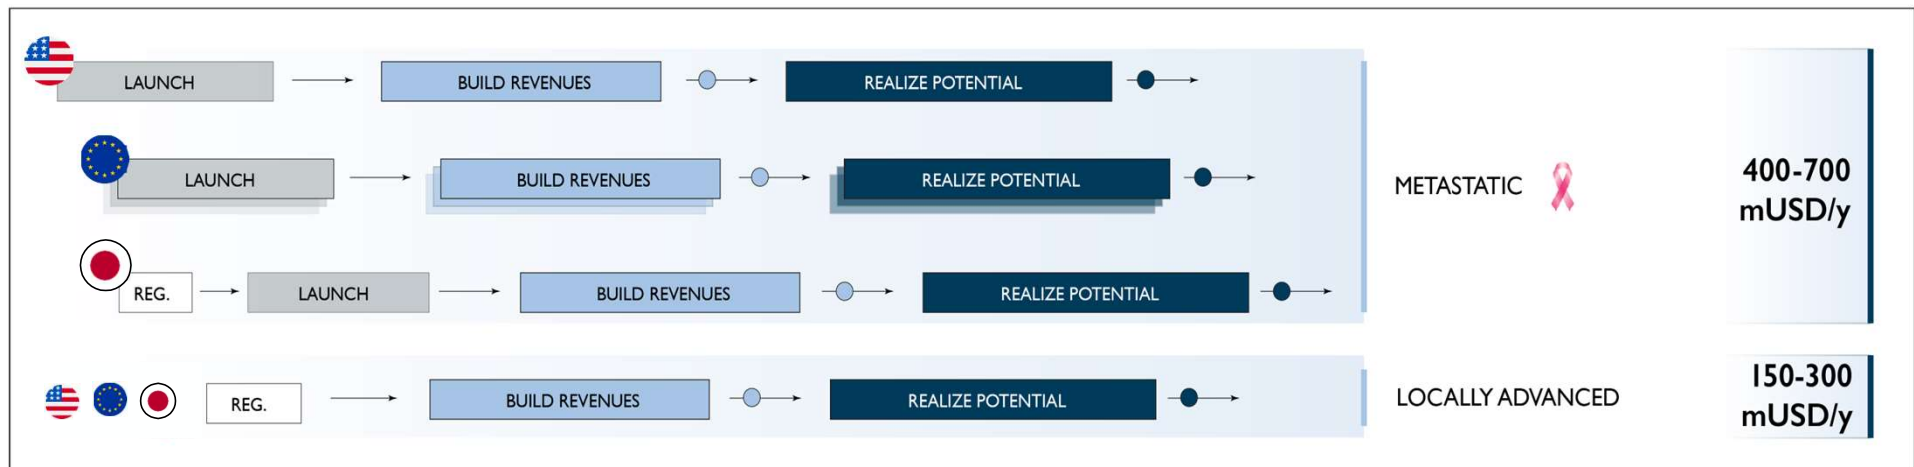 LAUNCH
BUILD REVENUES
REALIZE POTENTIAL
LAUNCH
BUILD REVENUES
REALIZE POTENTIAL
METASTATIC
400-700
mUSD/y
REG.
LAUNCH
BUILD REVENUES
REALIZE POTENTIAL
REG.
BUILD REVENUES
REALIZE POTENTIAL
LOCALLY ADVANCED
150-300
mUSD/y